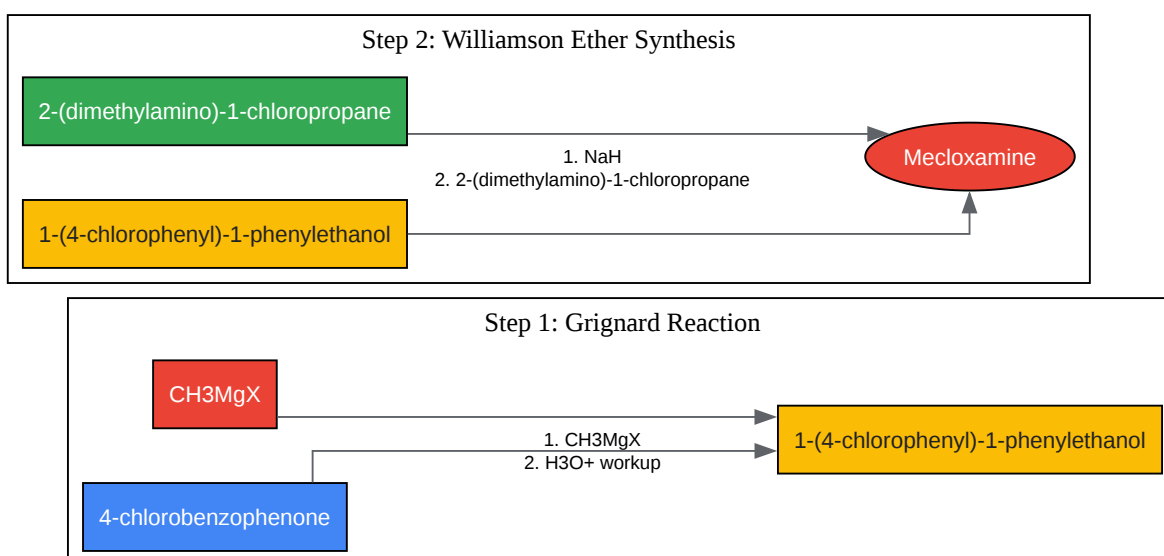 Step 2: Williamson Ether Synthesis
2-(dimethylamino)-1-chloropropane
1. NaH
2. 2-(dimethylamino)-1-chloropropane
Mecloxamine
1-(4-chlorophenyl)-1-phenylethanol
Step 1: Grignard Reaction
CH3MgX
1. CH3MgX
2. H3O+ workup
1-(4-chlorophenyl)-1-phenylethanol
4-chlorobenzophenone